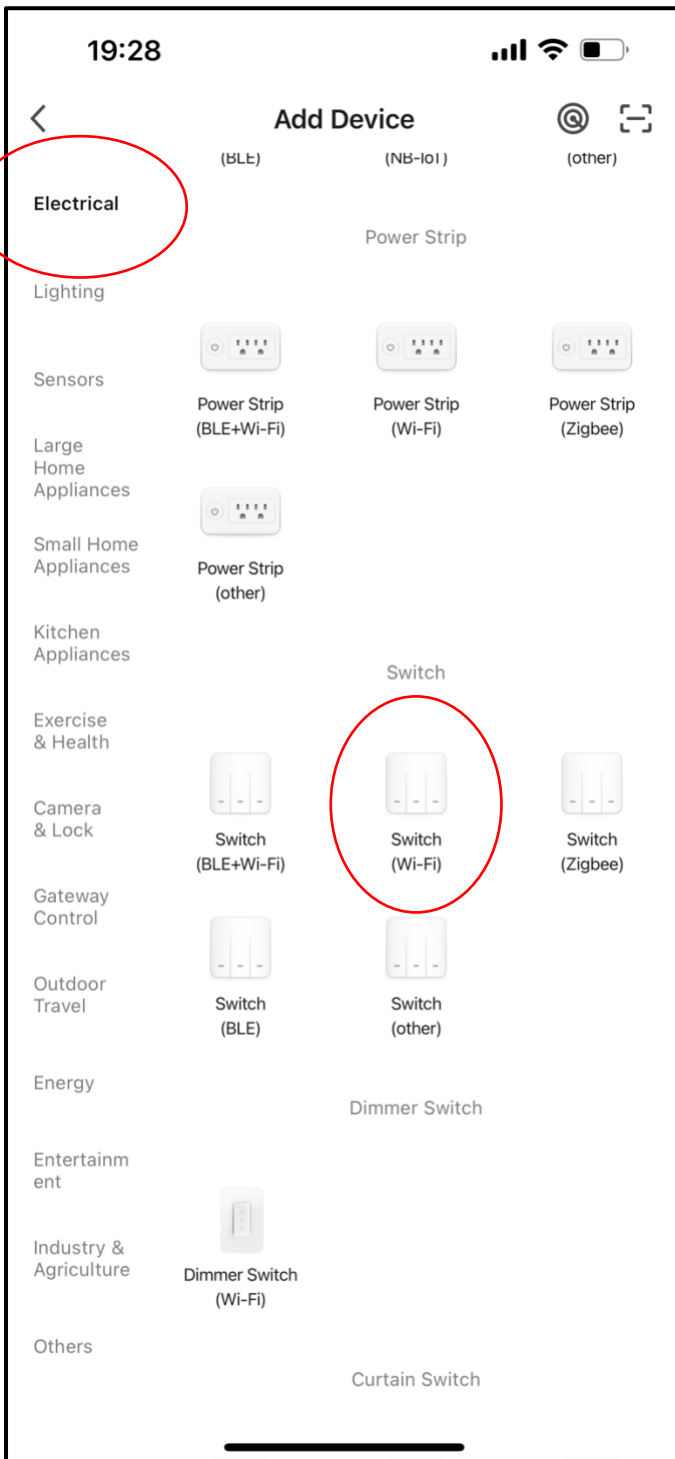 19:28
Add Device
(BLE) (NB-IoT) (other)
Electrical
Power Strip
Lighting
Sensors
Power Strip Power Strip Power Strip
(BLE+Wi-Fi) (Wi-Fi) (Zigbee)
Large
Home
Appliances
Small Home
Appliances
Power Strip
(other)
Kitchen
Appliances
Switch
Exercise
& Health
Camera
& Lock
Switch Switch Switch
(BLE+Wi-Fi) (Wi-Fi) (Zigbee)
Gateway
Control
Outdoor
Travel
Switch Switch
(BLE) (other)
Energy
Dimmer Switch
Entertainm
ent
Industry &
Agriculture
Dimmer Switch
(Wi-Fi)
Others
Curtain Switch